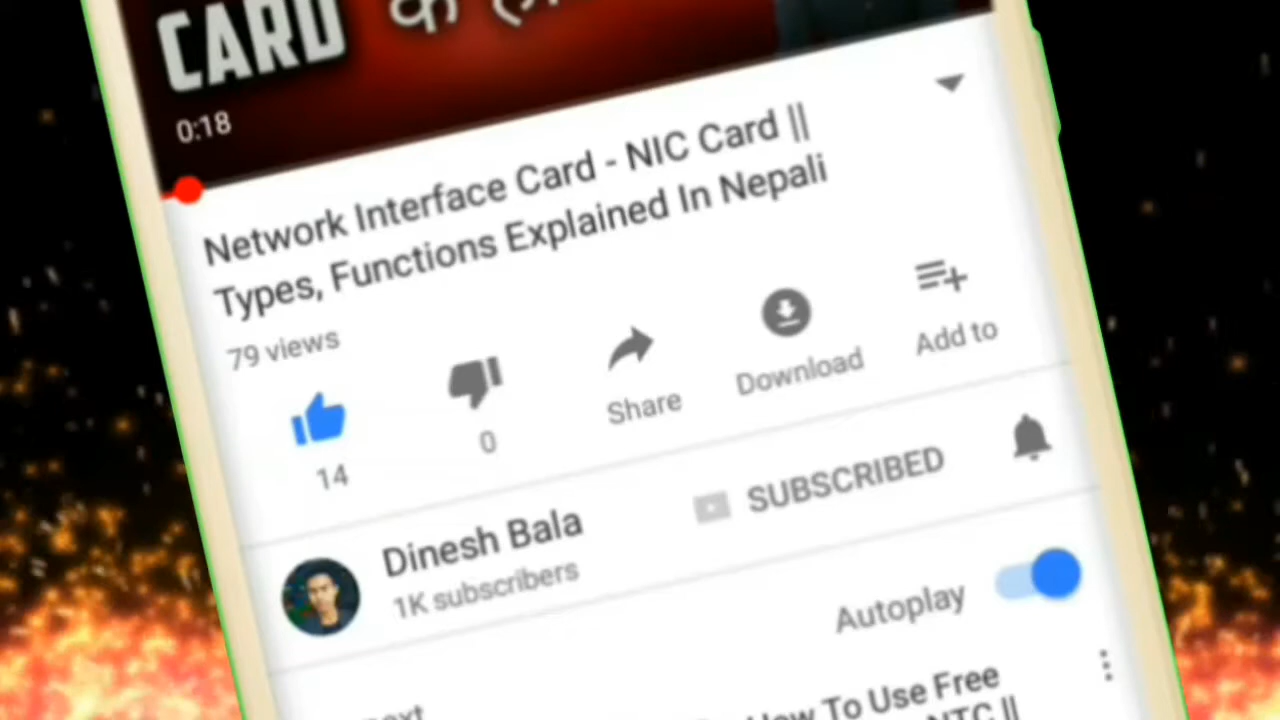 CARD के
0:18
Network Interface Card - NIC Card ||
Types, Functions Explained In Nepali
79 views
14
0
Share
Download
Add to
Dinesh Bala
1K subscribers
SUBSCRIBED
Autoplay
How To Use Free
NTC ||